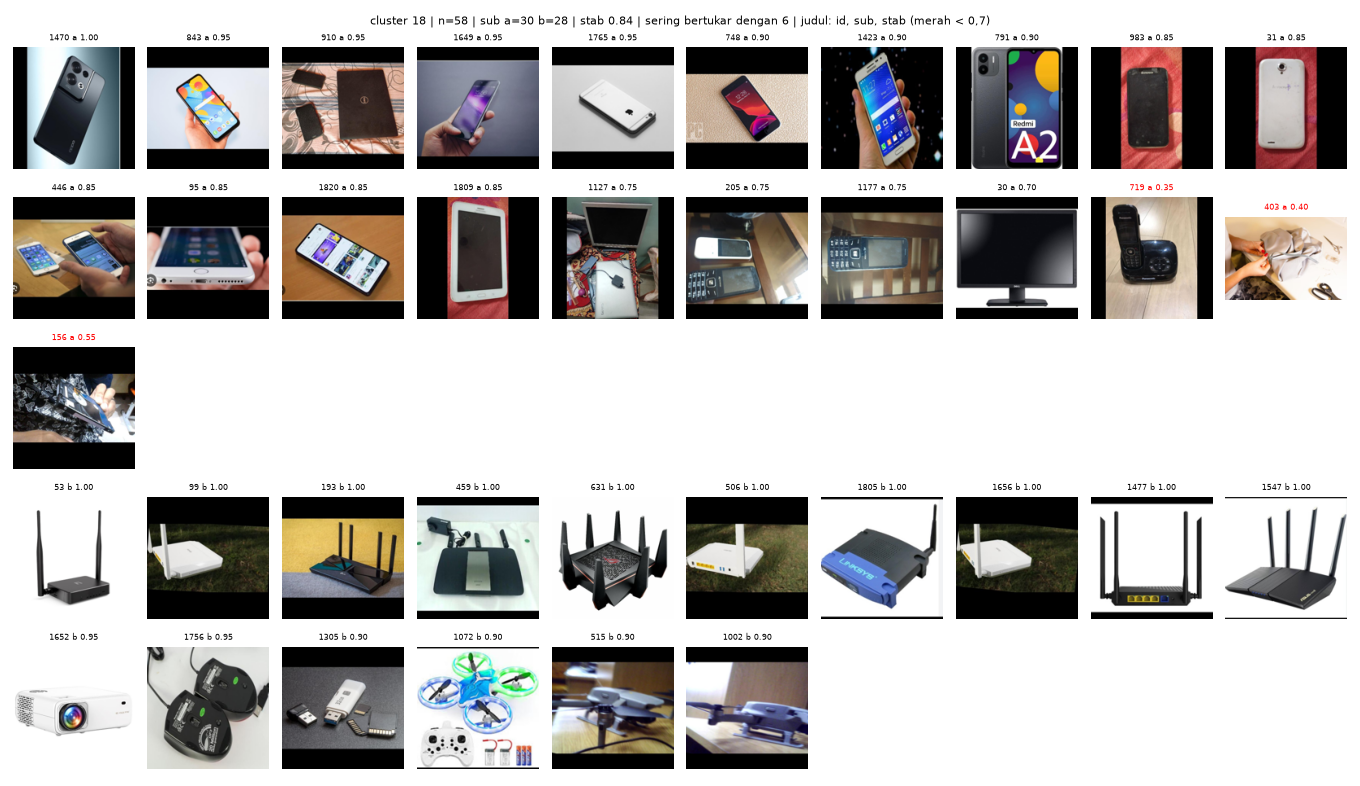 cluster 18 | n=58 | sub a=30 b=28 | stab 0.84 | sering bertukar dengan 6 | judul: id, sub, stab (merah < 0,7)
1470 a 1.00
843 a 0.95
910 a 0.95
1649 a 0.95
1765 a 0.95
748 a 0.90
1423 a 0.90
791 a 0.90
983 a 0.85
31 a 0.85
PC
Redmi
A2
446 a 0.85
95 a 0.85
1820 a 0.85
1809 a 0.85
1127 a 0.75
205 a 0.75
1177 a 0.75
30 a 0.70
719 a 0.35
403 a 0.40
156 a 0.55
53 b 1.00
99 b 1.00
193 b 1.00
459 b 1.00
631 b 1.00
506 b 1.00
1805 b 1.00
1656 b 1.00
1477 b 1.00
1547 b 1.00
LINKSYS
1652 b 0.95
1756 b 0.95
1305 b 0.90
1072 b 0.90
515 b 0.90
1002 b 0.90